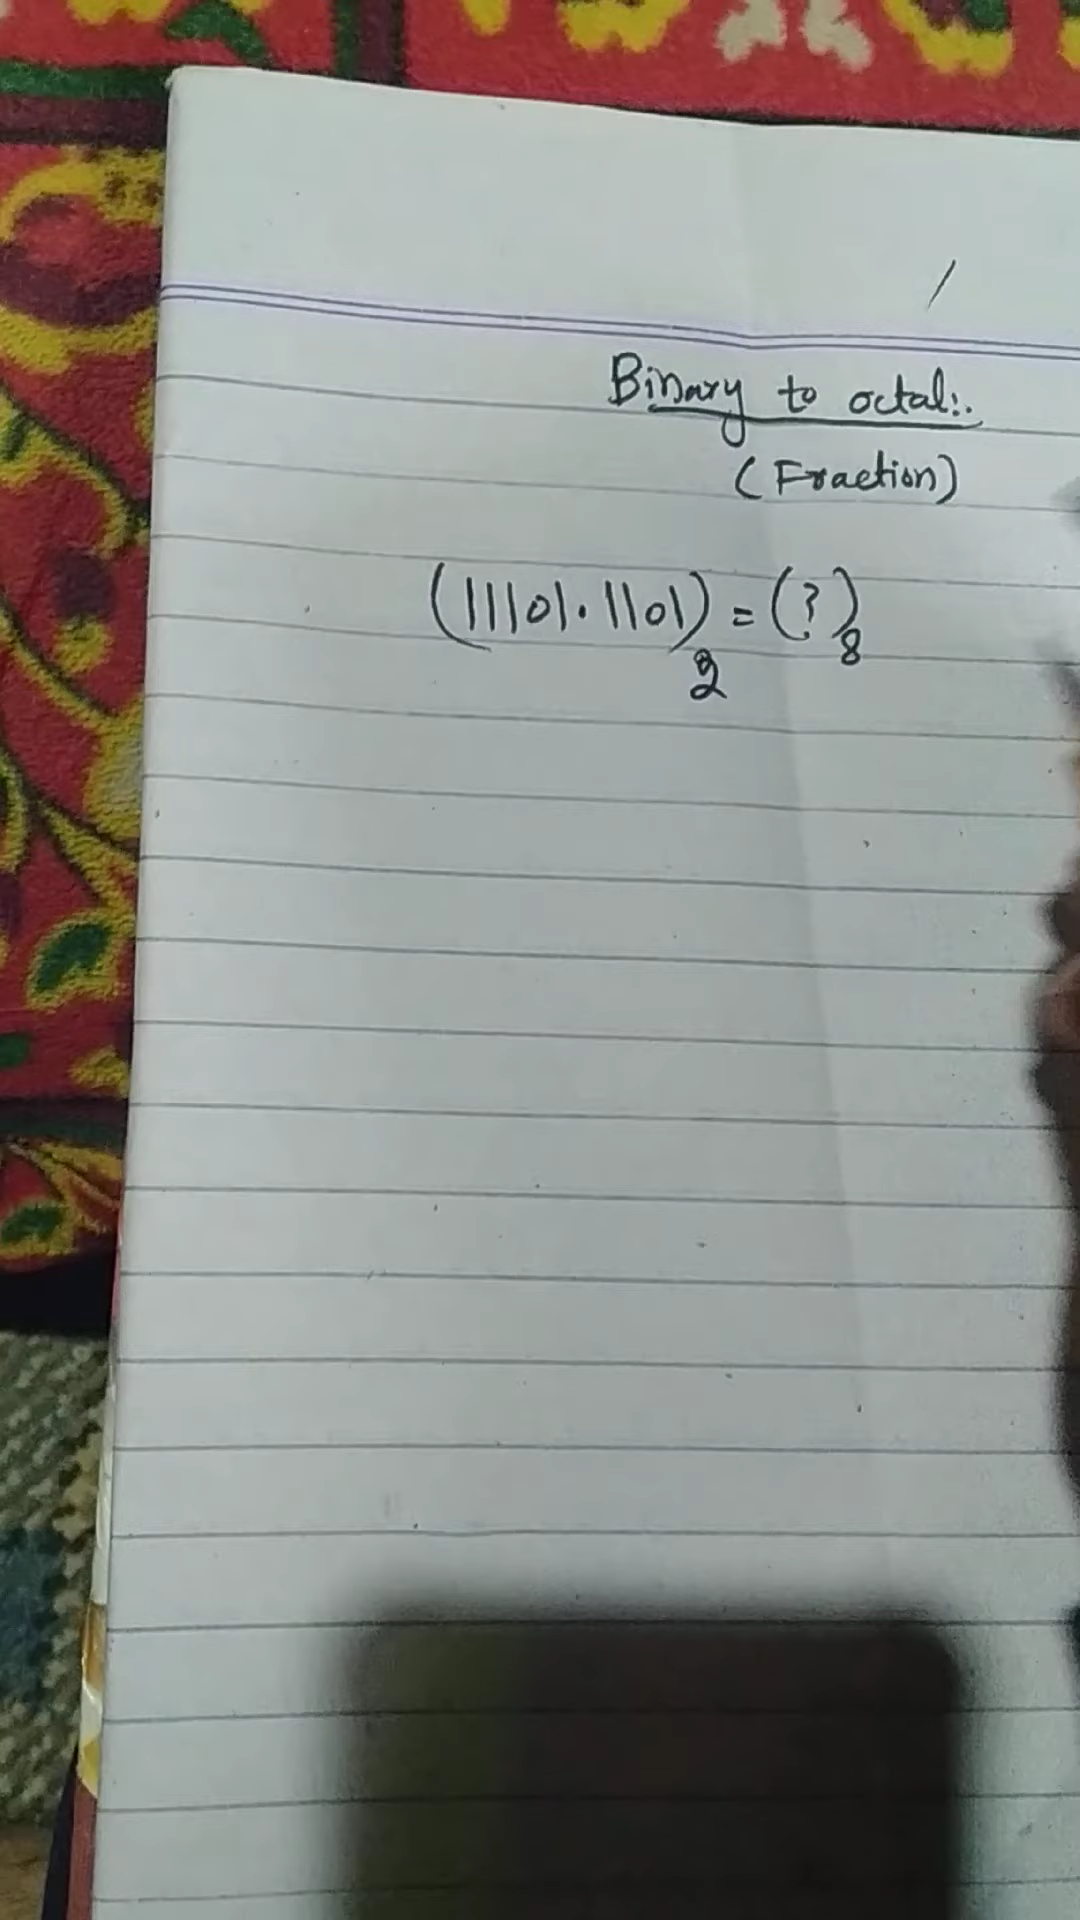 Binary to octal:.
(Fraction)
(11101.1101)2 = (?)8